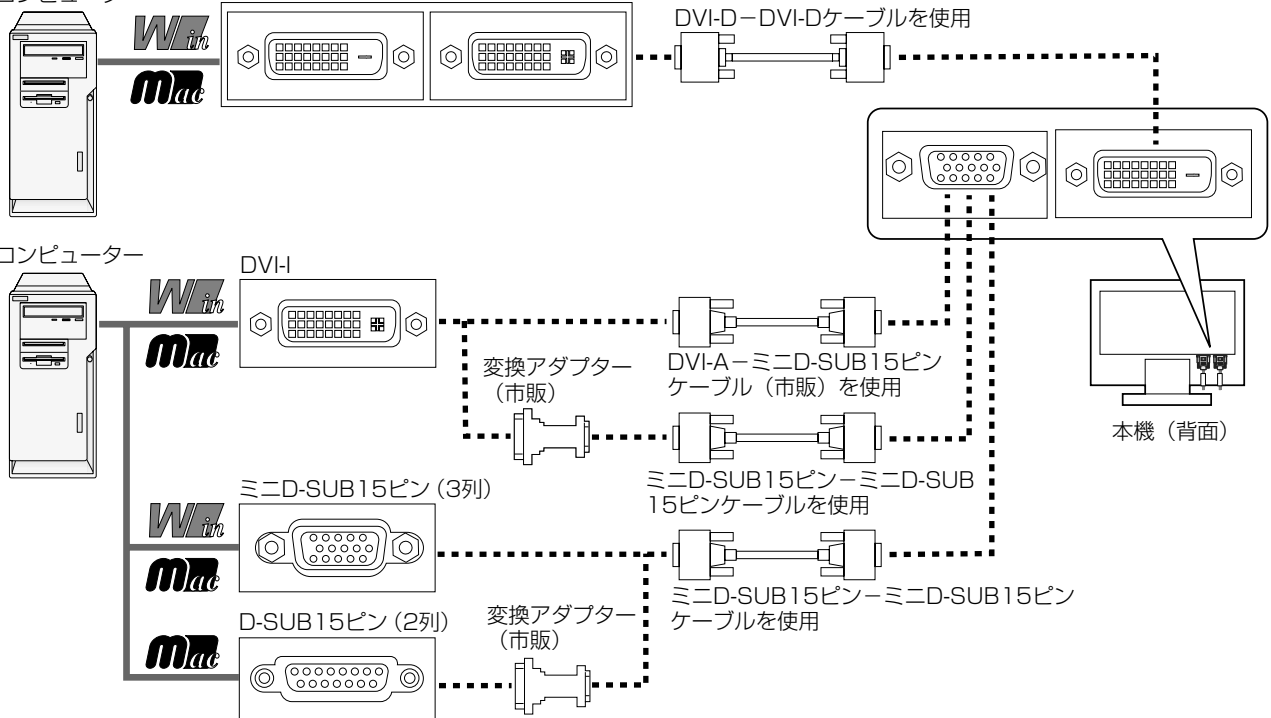 コンピューター
Win
Mac
DVI-D－DVI-Dケーブルを使用
コンピューター
Win
Mac
DVI-I
変換アダプター
（市販）
DVI-A－ミニD-SUB15ピン
ケーブル（市販）を使用
本機（背面）
ミニD-SUB15ピン－ミニD-SUB
15ピンケーブルを使用
Win
Mac
ミニD-SUB15ピン（3列）
ミニD-SUB15ピン－ミニD-SUB15ピン
ケーブルを使用
Mac
D-SUB15ピン（2列）
変換アダプター
（市販）